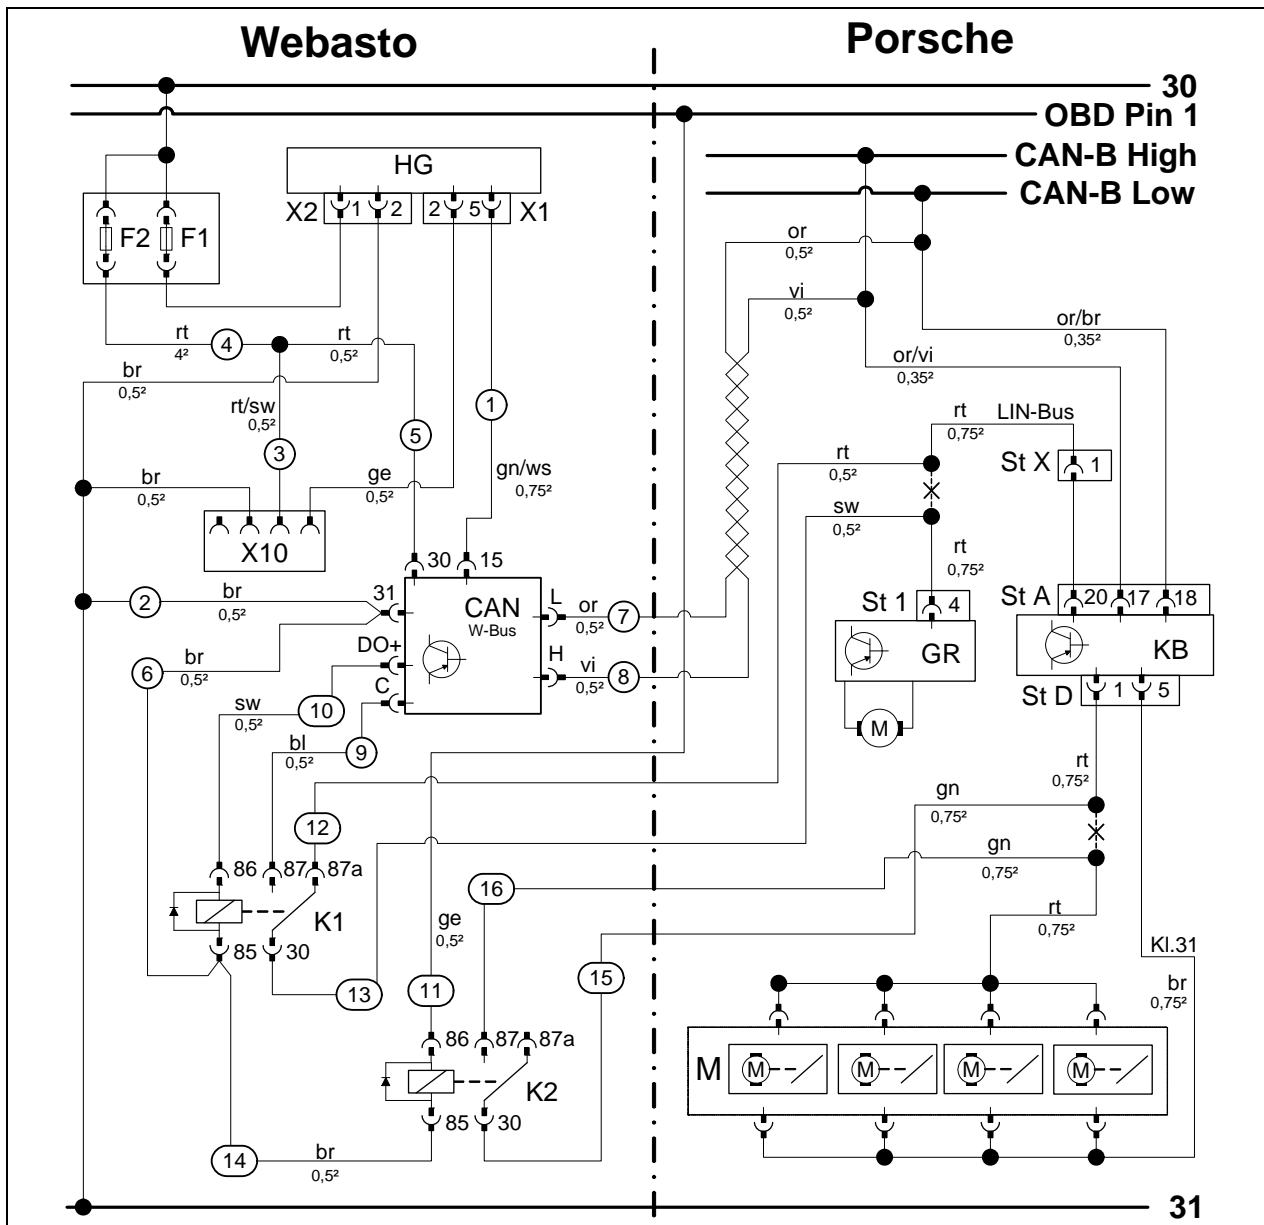 Webasto
Porsche
30
OBD Pin 1
CAN-B High
CAN-B Low
HG
X2 1 2 2 5 X1
F2 F1
or
0,5²
vi
0,5²
or/br
0,35²
rt
4²
4
rt
0,5²
br
0,5²
or/vi
0,35²
rt/sw
0,5²
1
5
3
rt
0,75²
LIN-Bus
St X 1
br
0,5²
ge
0,5²
gn/ws
0,75²
rt
0,5²
sw
0,5²
X10
rt
0,75²
30 15
2
br
0,5²
31
CAN
W-Bus
L
or
0,5²
7
St 1 4
St A 20 17 18
6
br
0,5²
DO+
H
vi
0,5²
8
GR
KB
C
10
sw
0,5²
St D 1 5
M
bl
0,5²
9
rt
0,75²
gn
0,75²
12
gn
0,75²
86 87 87a
16
K1
ge
0,5²
rt
0,75²
85 30
Kl.31
13
11
15
br
0,75²
86 87 87a
M
M
M
M
M
K2
85 30
14
br
0,5²
31